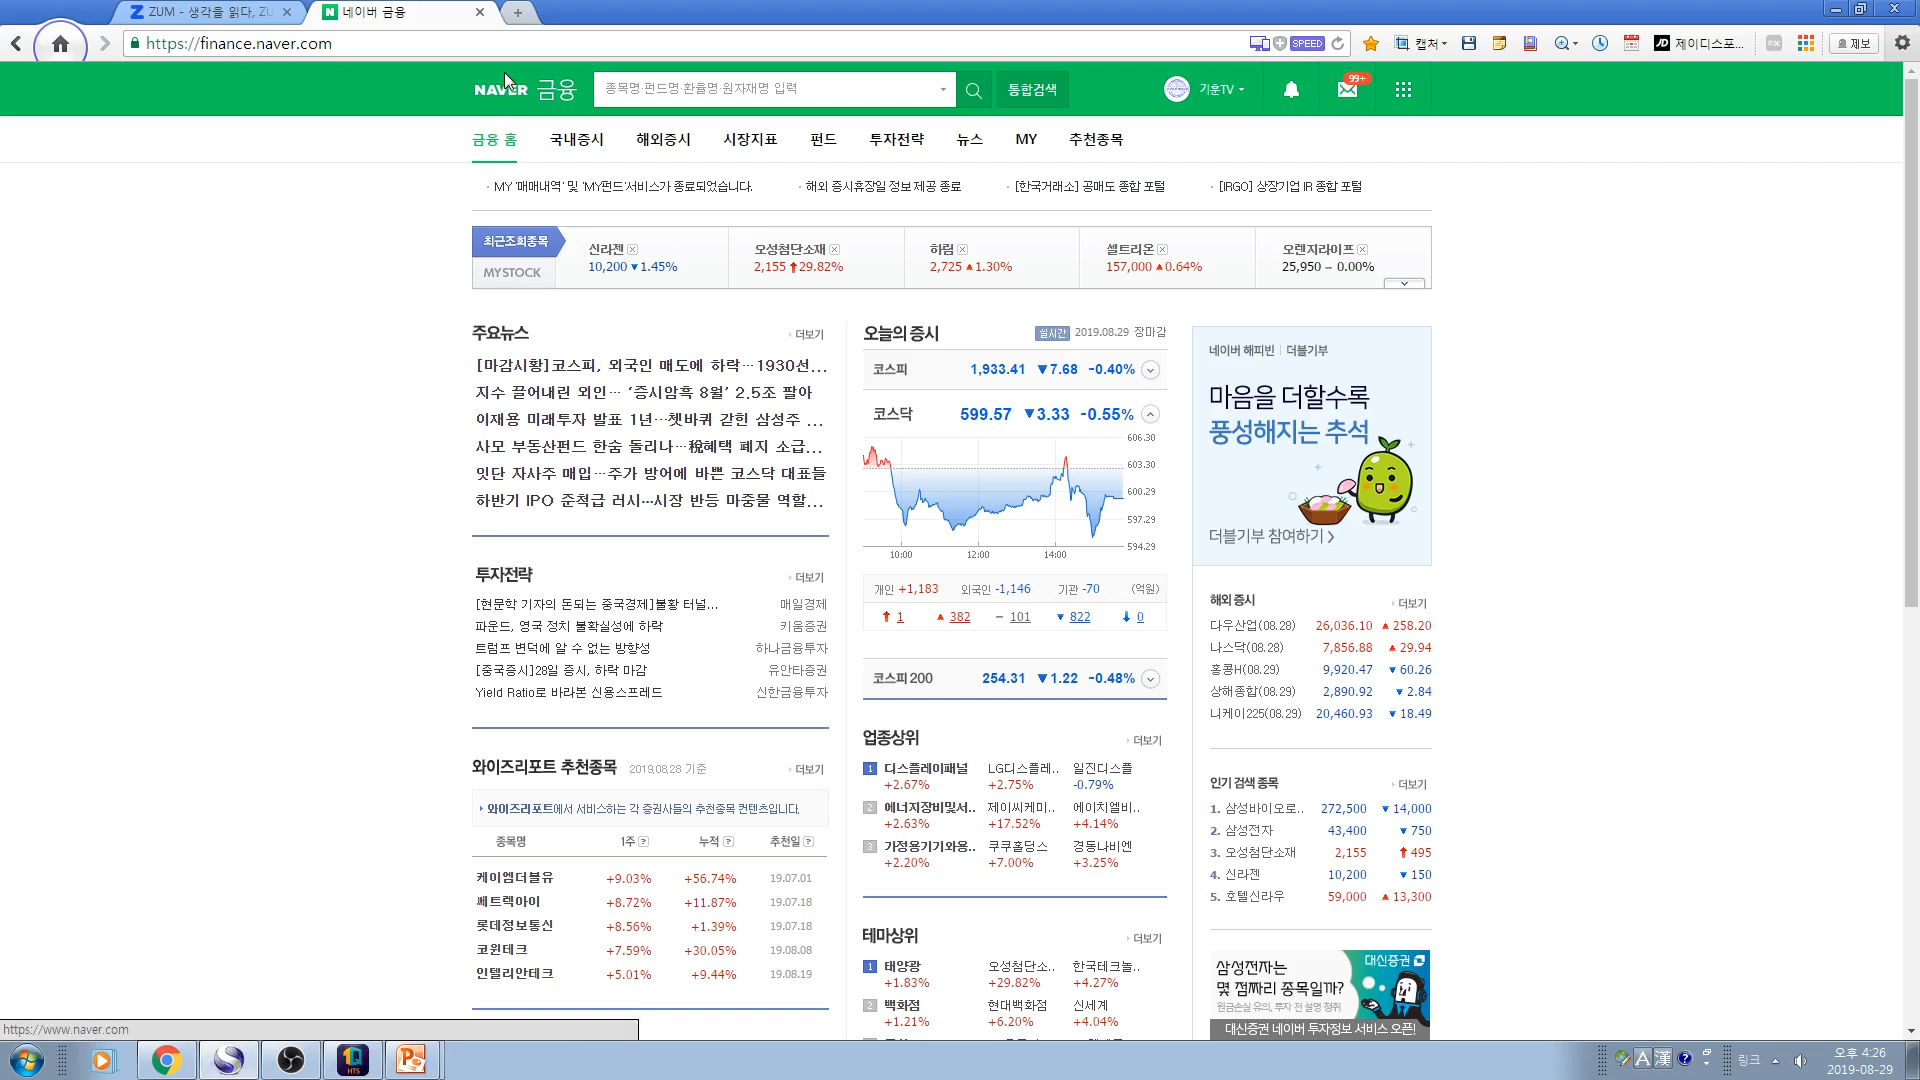 ZUM - 생각을 읽다, ZU
네이버 금융
https://finance.naver.com
SPEED
캡처
제이디스포...
제보
NAVER 금융
종목명·펀드명·환율명·원자재명 입력
통합검색
기훈TV
99+
금융 홈 국내증시 해외증시 시장지표 펀드 투자전략 뉴스 MY 추천종목
MY '매매내역' 및 'MY펀드'서비스가 종료되었습니다.
해외 증시휴장일 정보 제공 종료
[한국거래소] 공매도 종합 포털
[IRGO] 상장기업 IR 종합 포털
최근조회종목
MYSTOCK
신라젠
10,200 ▼1.45%
오성첨단소재
2,155 ↑29.82%
하림
2,725 ▲1.30%
셀트리온
157,000 ▲0.64%
오렌지라이프
25,950 − 0.00%
주요뉴스 더보기
[마감시황]코스피, 외국인 매도에 하락…1930선...
지수 끌어내린 외인… ‘증시암흑 8월’ 2.5조 팔아
이재용 미래투자 발표 1년…쳇바퀴 갇힌 삼성주 ...
사모 부동산펀드 한숨 돌리나…稅혜택 폐지 소급...
잇단 자사주 매입…주가 방어에 바쁜 코스닥 대표들
하반기 IPO 준척급 러시…시장 반등 마중물 역할...
투자전략 더보기
[현문학 기자의 돈되는 중국경제]불황 터널... 매일경제
파운드, 영국 정치 불확실성에 하락 키움증권
트럼프 변덕에 알 수 없는 방향성 하나금융투자
[중국증시]28일 증시, 하락 마감 유안타증권
Yield Ratio로 바라본 신용스프레드 신한금융투자
와이즈리포트 추천종목 2019.08.28 기준 더보기
와이즈리포트에서 서비스하는 각 증권사들의 추천종목 컨텐츠입니다.
종목명 1주 누적 추천일
케이엠더블유 +9.03% +56.74% 19.07.01
쎄트렉아이 +8.72% +11.87% 19.07.18
롯데정보통신 +8.56% +1.39% 19.07.18
코윈테크 +7.59% +30.05% 19.08.08
인텔리안테크 +5.01% +9.44% 19.08.19
오늘의 증시 실시간 2019.08.29 장마감
코스피 1,933.41 ▼7.68 -0.40%
코스닥 599.57 ▼3.33 -0.55%
606.30
603.30
600.29
597.29
594.29
10:00 12:00 14:00
개인 +1,183 외국인 -1,146 기관 -70 (억원)
↑ 1 ▲ 382 − 101 ▼ 822 ↓ 0
코스피200 254.31 ▼1.22 -0.48%
업종상위 더보기
1 디스플레이패널 LG디스플레.. 일진디스플
+2.67% +2.75% -0.79%
2 에너지장비및서.. 제이씨케미.. 에이치엘비..
+2.63% +17.52% +4.14%
3 가정용기기와용.. 쿠쿠홀딩스 경동나비엔
+2.20% +7.00% +3.25%
테마상위 더보기
1 태양광 오성첨단소.. 한국테크놀..
+1.83% +29.82% +4.27%
2 백화점 현대백화점 신세계
+1.21% +6.20% +4.04%
네이버 해피빈 | 더블기부
마음을 더할수록
풍성해지는 추석
더블기부 참여하기 >
해외 증시 더보기
다우산업(08.28) 26,036.10 ▲ 258.20
나스닥(08.28) 7,856.88 ▲ 29.94
홍콩H(08.29) 9,920.47 ▼ 60.26
상해종합(08.29) 2,890.92 ▼ 2.84
니케이225(08.29) 20,460.93 ▼ 18.49
인기 검색 종목 더보기
1. 삼성바이오로.. 272,500 ▼ 14,000
2. 삼성전자 43,400 ▼ 750
3. 오성첨단소재 2,155 ↑ 495
4. 신라젠 10,200 ▼ 150
5. 호텔신라우 59,000 ▲ 13,300
대신증권
삼성전자는
몇 점짜리 종목일까?
원금손실 유의, 투자 전 설명 청취
대신증권 네이버 투자정보 서비스 오픈!
https://www.naver.com
HTS
A 漢
링크
오후 4:26
2019-08-29